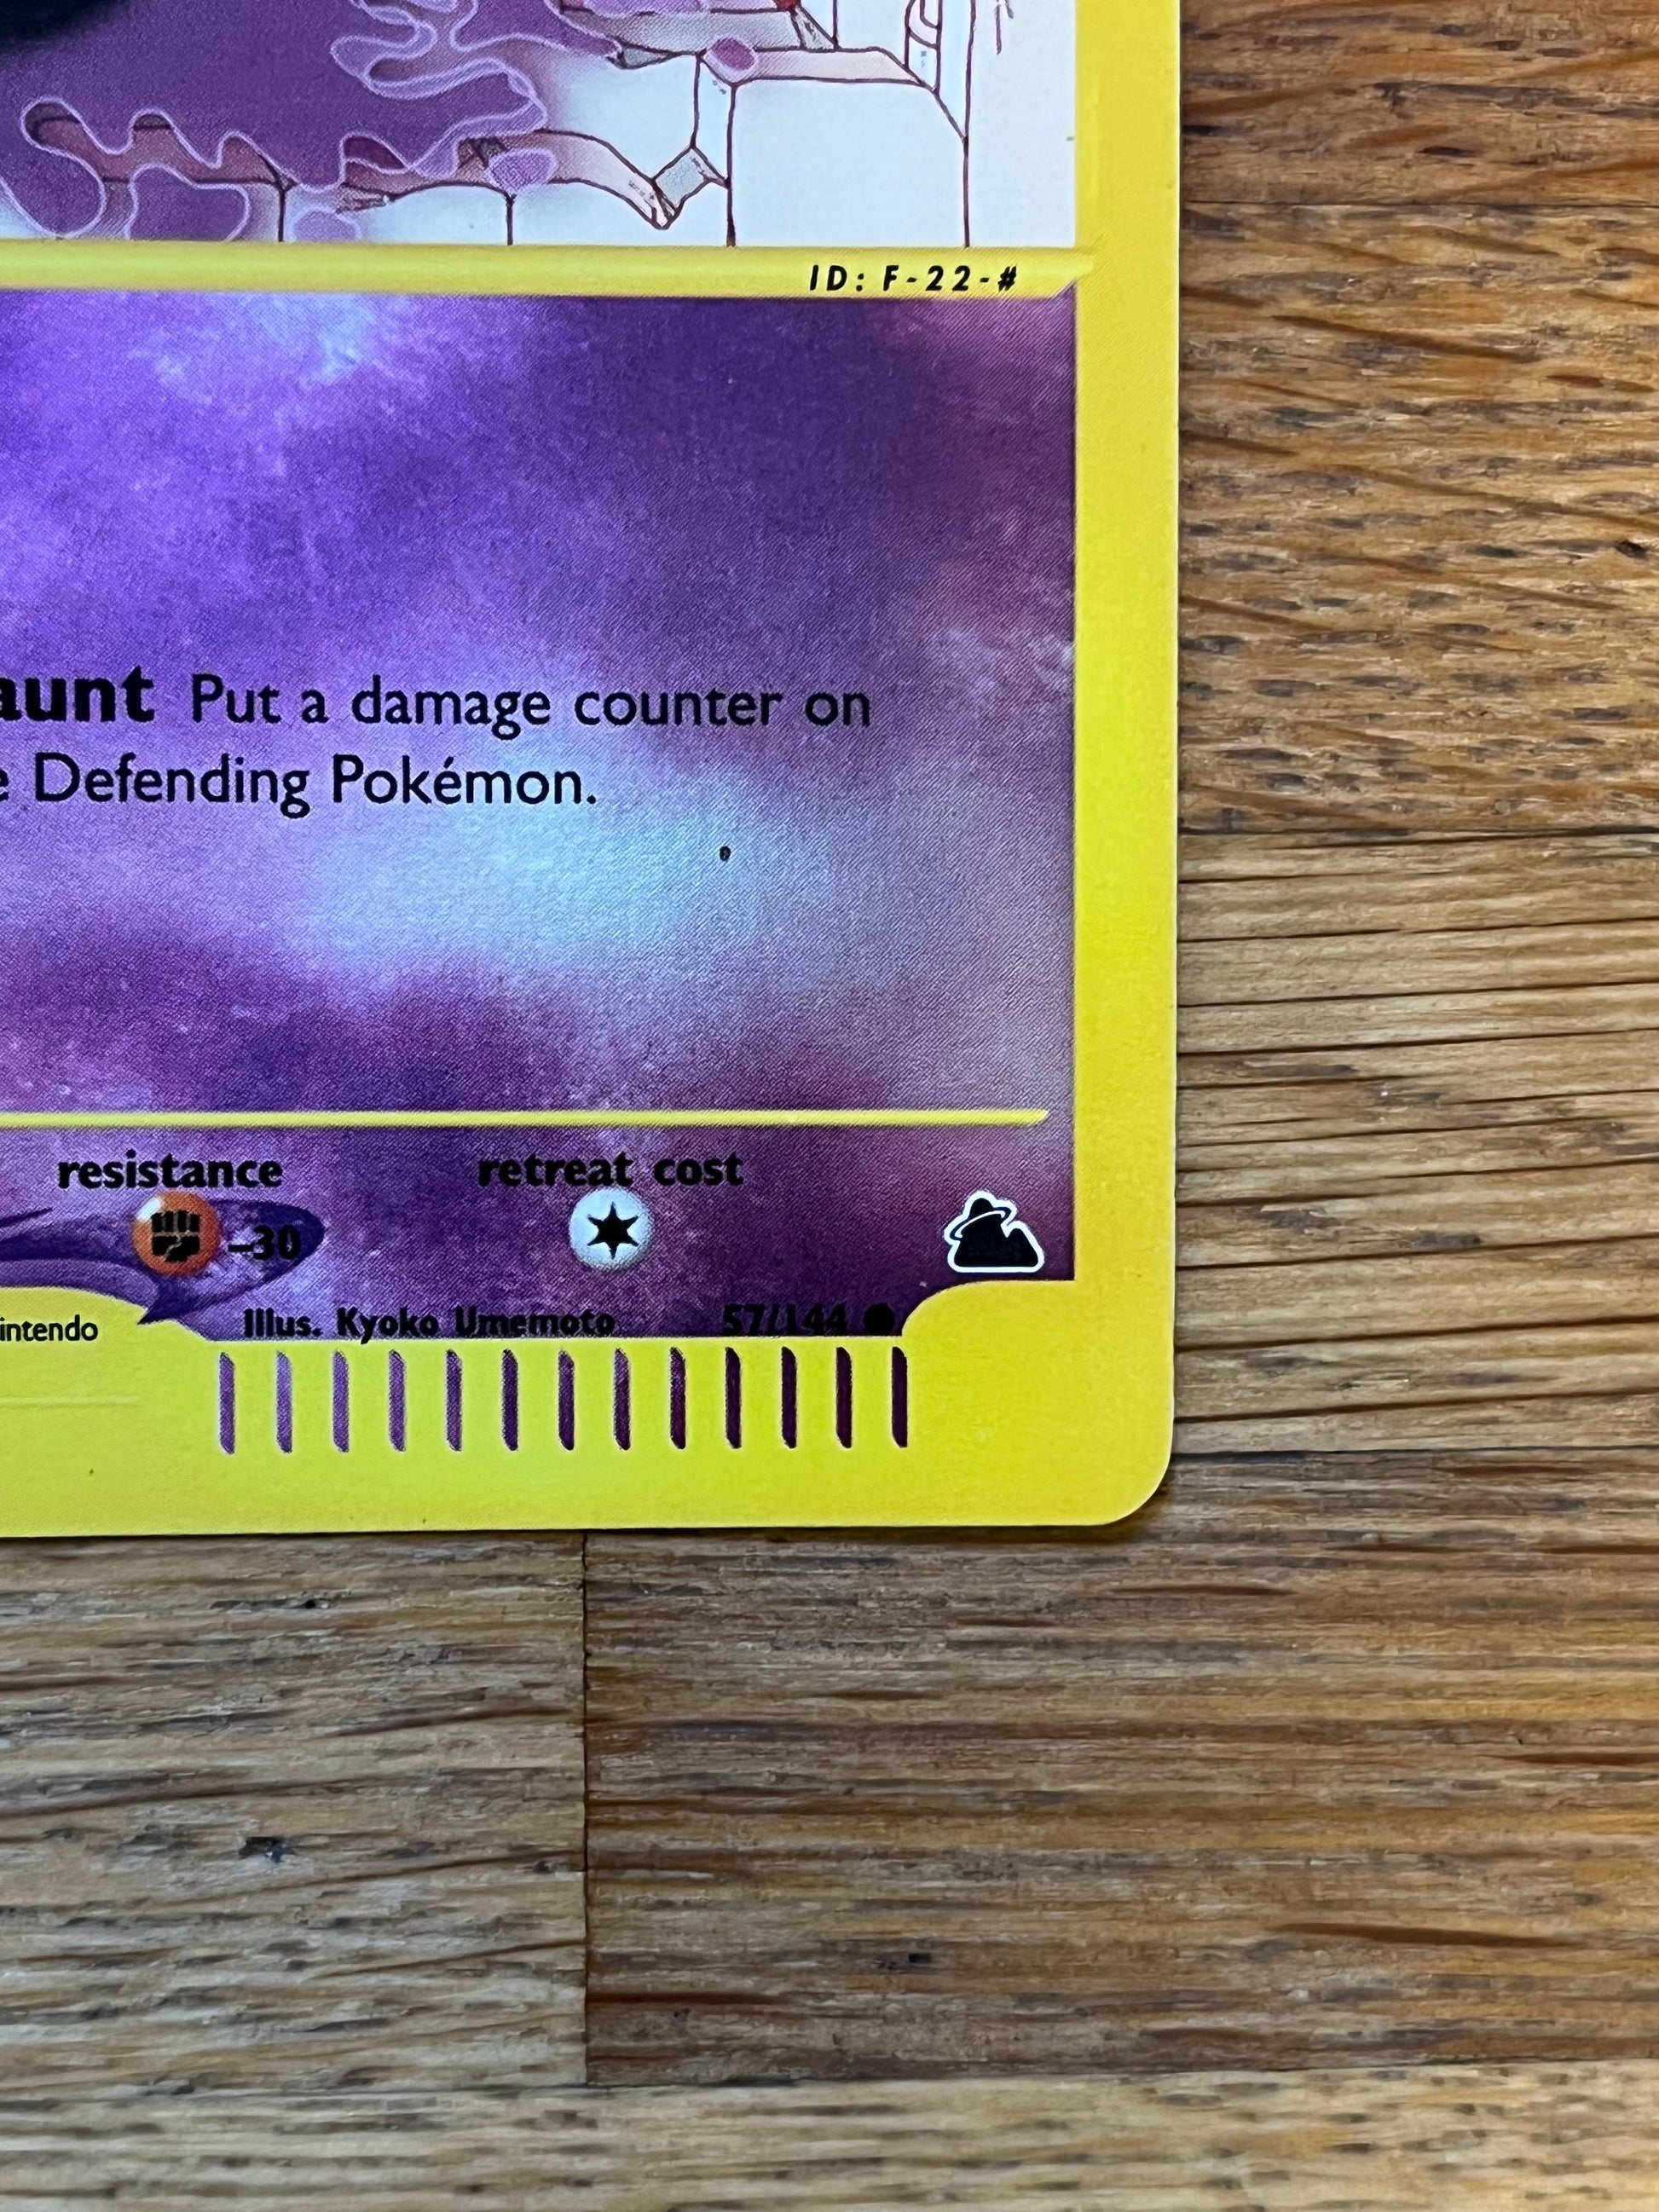 ID: F-22-#
aunt Put a damage counter on
e Defending Pokémon.
resistance
retreat cost
–30
intendo
Illus. Kyoko Umemoto
57/144